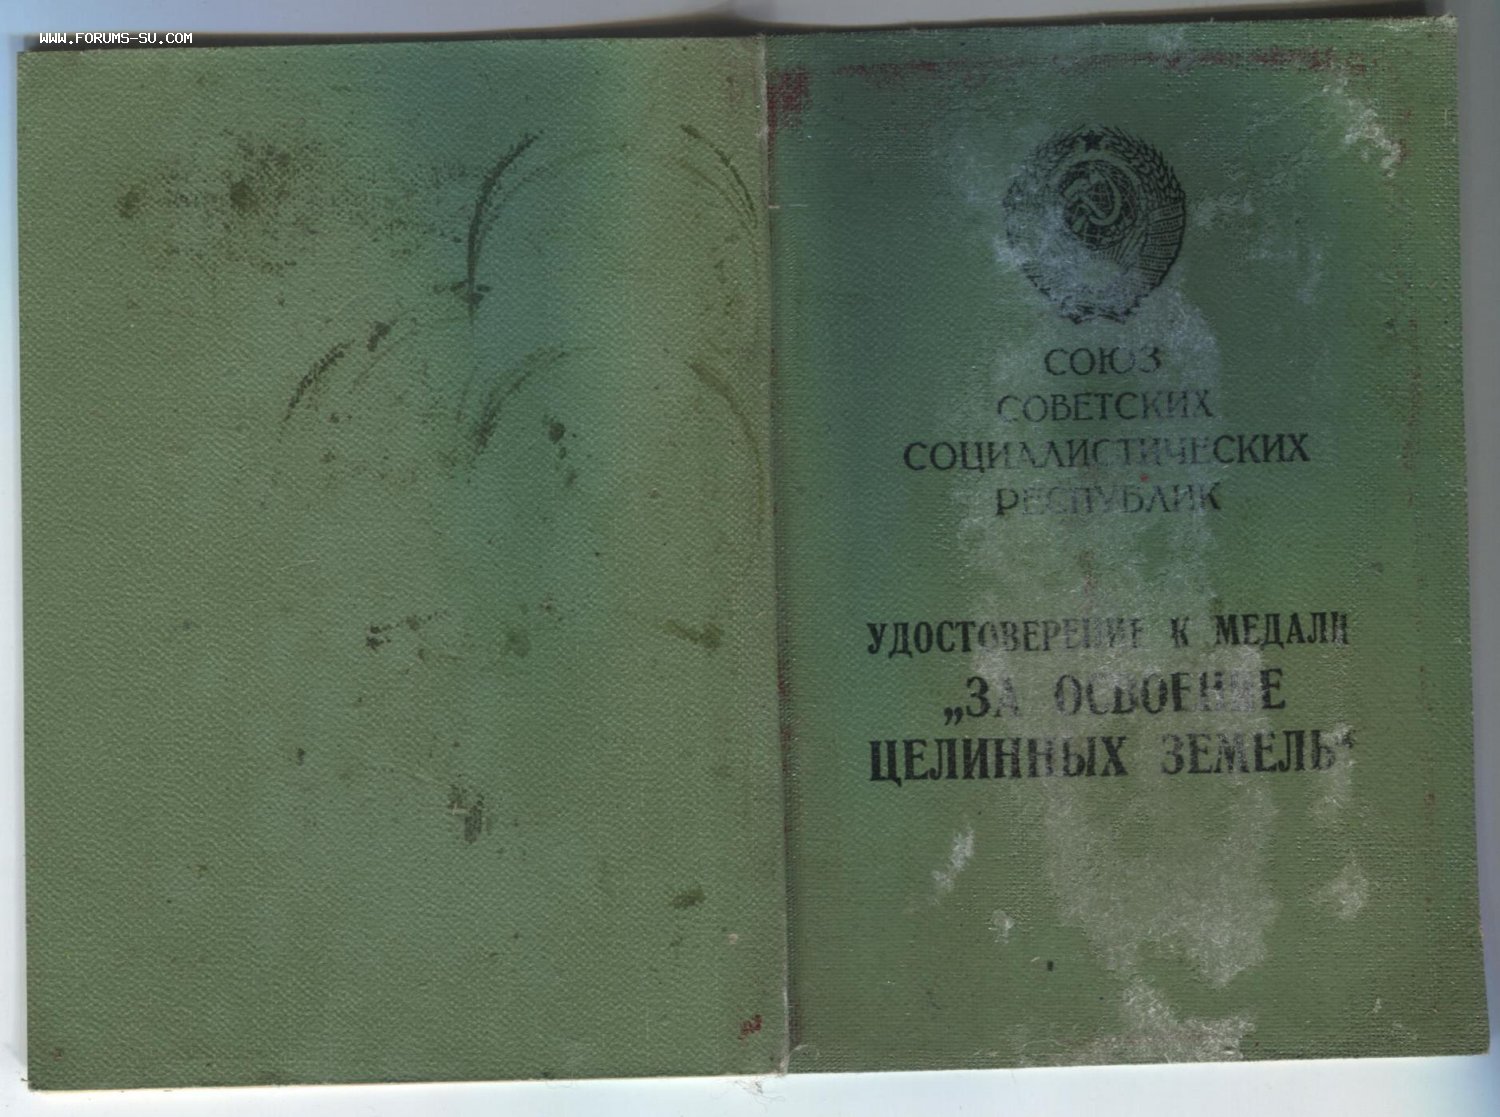 WWW.FORUMS-SU.COM
СОЮЗ
СОВЕТСКИХ
СОЦИАЛИСТИЧЕСКИХ
РЕСПУБЛИК
УДОСТОВЕРЕНИЕ К МЕДАЛИ
„ЗА ОСВОЕНИЕ
ЦЕЛИННЫХ ЗЕМЕЛЬ“